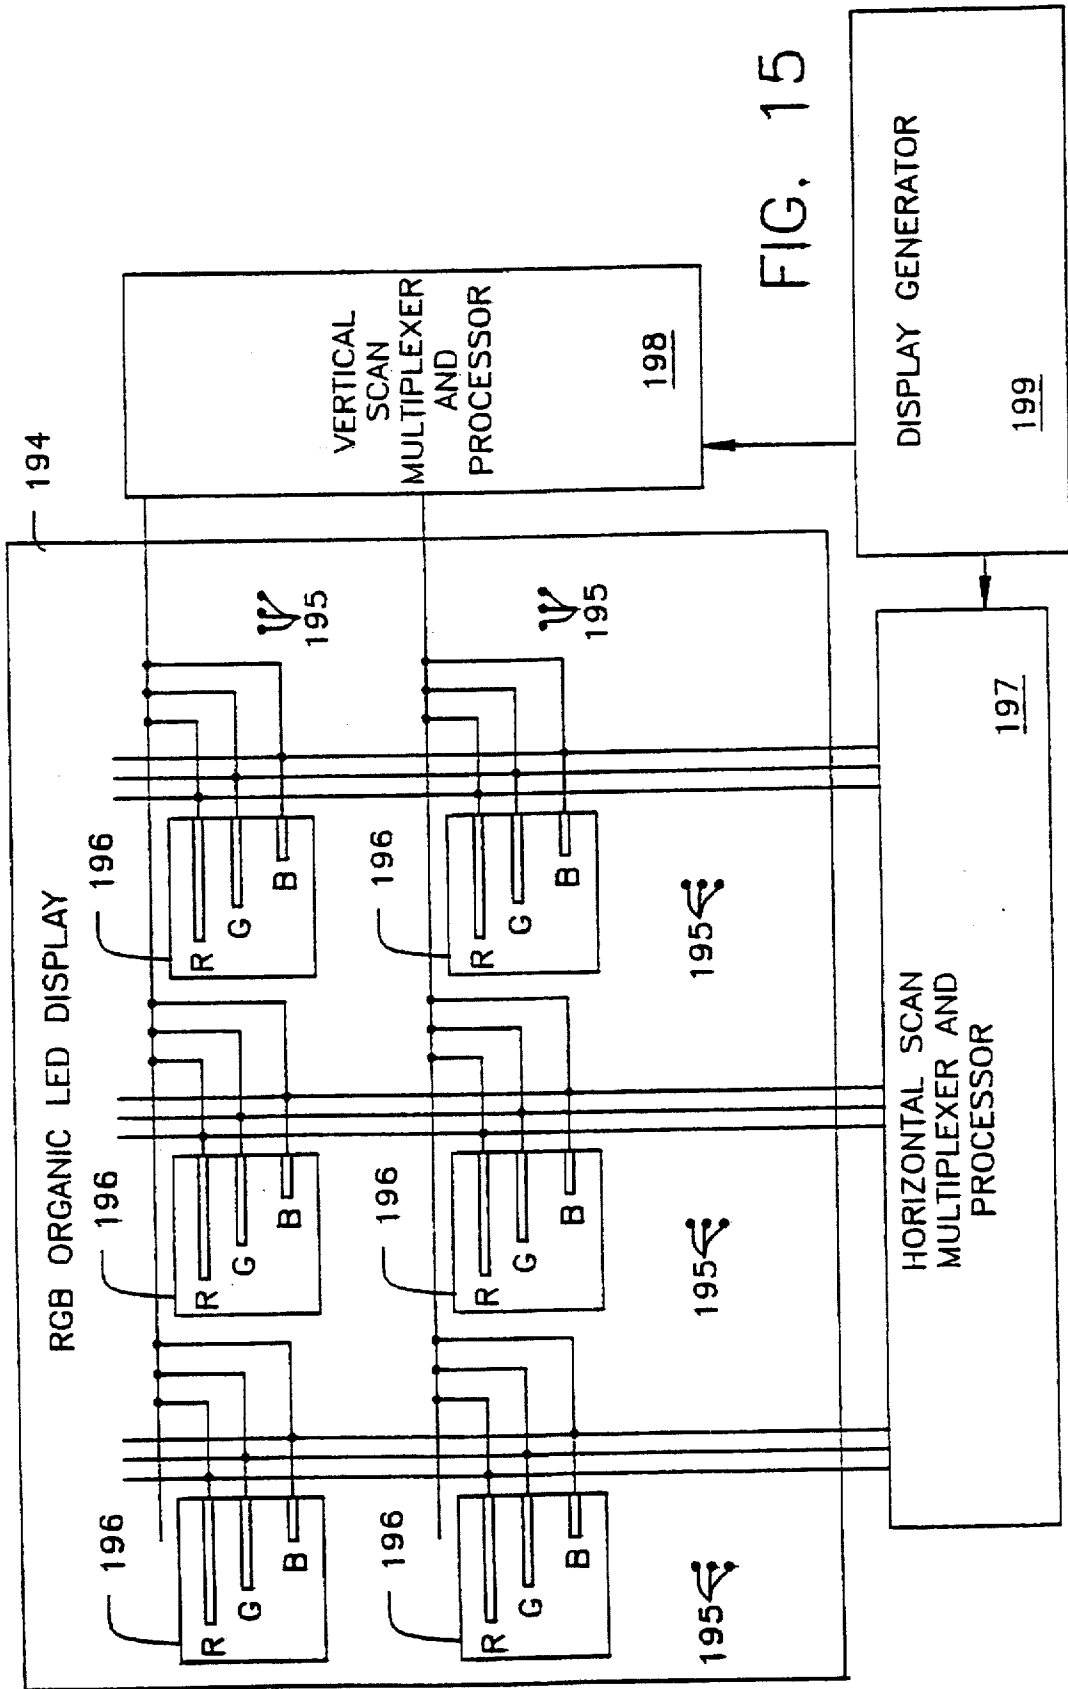 RGB ORGANIC LED DISPLAY
194
196
196
196
R
G
B
R
G
B
R
G
B
195
VERTICAL
SCAN
MULTIPLEXER
AND
PROCESSOR
198
196
196
196
R
G
B
R
G
B
R
G
B
195
195
195
195
HORIZONTAL SCAN
MULTIPLEXER AND
PROCESSOR
197
FIG. 15
DISPLAY GENERATOR
199